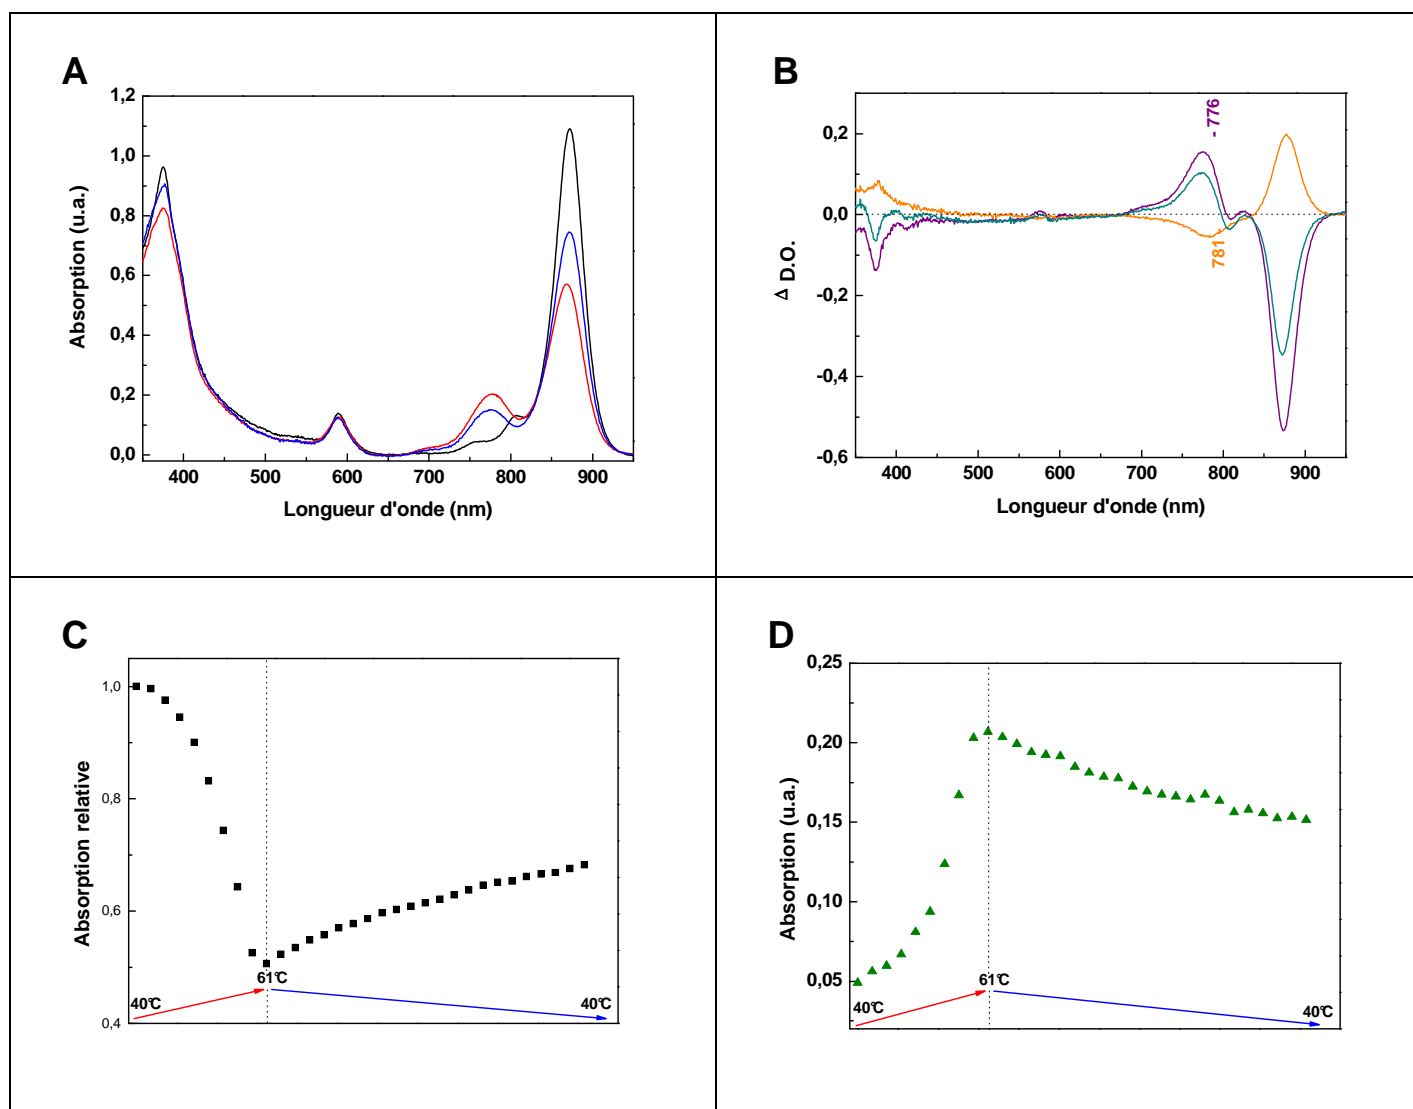 A
1,2
1,0
0,8
0,6
0,4
0,2
0,0
Absorption (u.a.)
400 500 600 700 800 900
Longueur d'onde (nm)
B
0,2
0,0
-0,2
-0,4
-0,6
Δ D.O.
- 776
781
400 500 600 700 800 900
Longueur d'onde (nm)
C
1,0
0,8
0,6
0,4
Absorption relative
40°C
61°C
40°C
D
0,25
0,20
0,15
0,10
0,05
Absorption (u.a.)
40°C
61°C
40°C